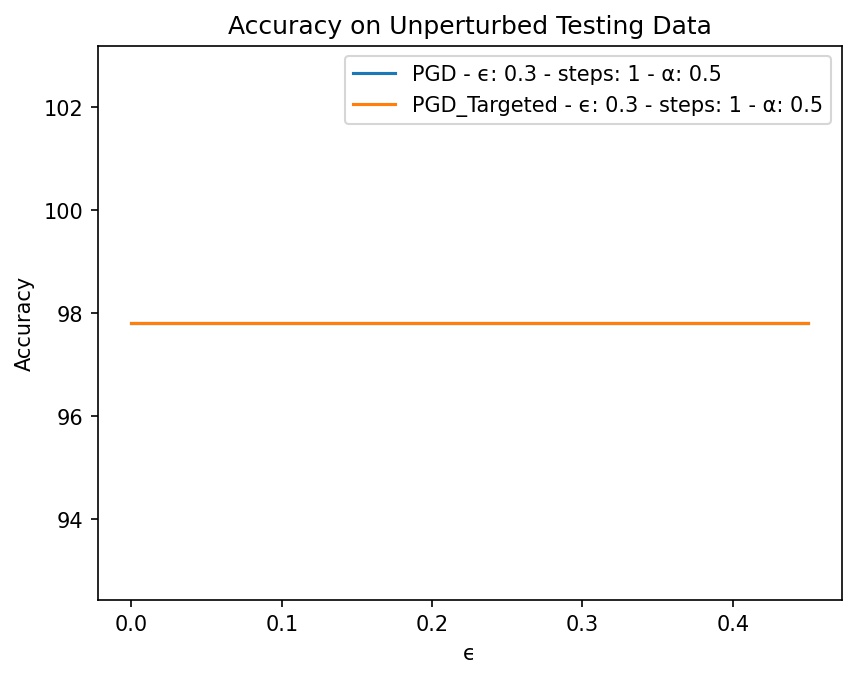 Accuracy on Unperturbed Testing Data
PGD - ϵ: 0.3 - steps: 1 - α: 0.5
PGD_Targeted - ϵ: 0.3 - steps: 1 - α: 0.5
102
100
98
96
94
Accuracy
0.0 0.1 0.2 0.3 0.4
ϵ